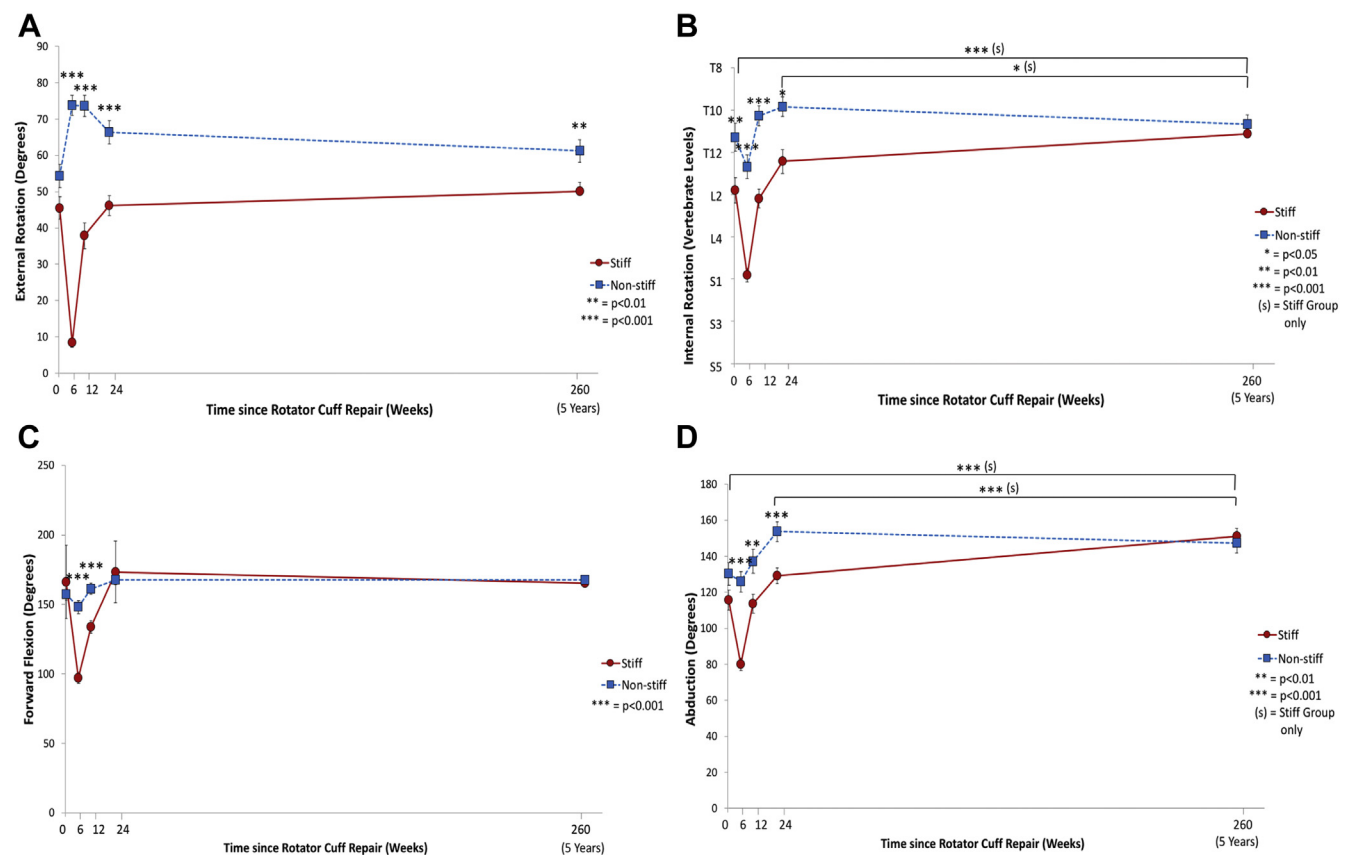 A
90
80
70
60
50
40
30
20
10
0
External Rotation (Degrees)
***
***
***
**
Stiff
Non-stiff
** = p<0.01
*** = p<0.001
0 6 12 24 260
(5 Years)
Time since Rotator Cuff Repair (Weeks)
B
*** (s)
* (s)
T8
T10
T12
L2
L4
S1
S3
S5
Internal Rotation (Vertebrate Levels)
**
***
***
*
Stiff
Non-stiff
* = p<0.05
** = p<0.01
*** = p<0.001
(s) = Stiff Group
only
0 6 12 24 260
(5 Years)
Time since Rotator Cuff Repair (Weeks)
C
250
200
150
100
50
0
Forward Flexion (Degrees)
***
***
Stiff
Non-stiff
*** = p<0.001
0 6 12 24 260
(5 Years)
Time since Rotator Cuff Repair (Weeks)
D
*** (s)
*** (s)
180
160
140
120
100
80
60
40
20
0
Abduction (Degrees)
***
**
***
Stiff
Non-stiff
** = p<0.01
*** = p<0.001
(s) = Stiff Group
only
0 6 12 24 260
(5 Years)
Time since Rotator Cuff Repair (Weeks)